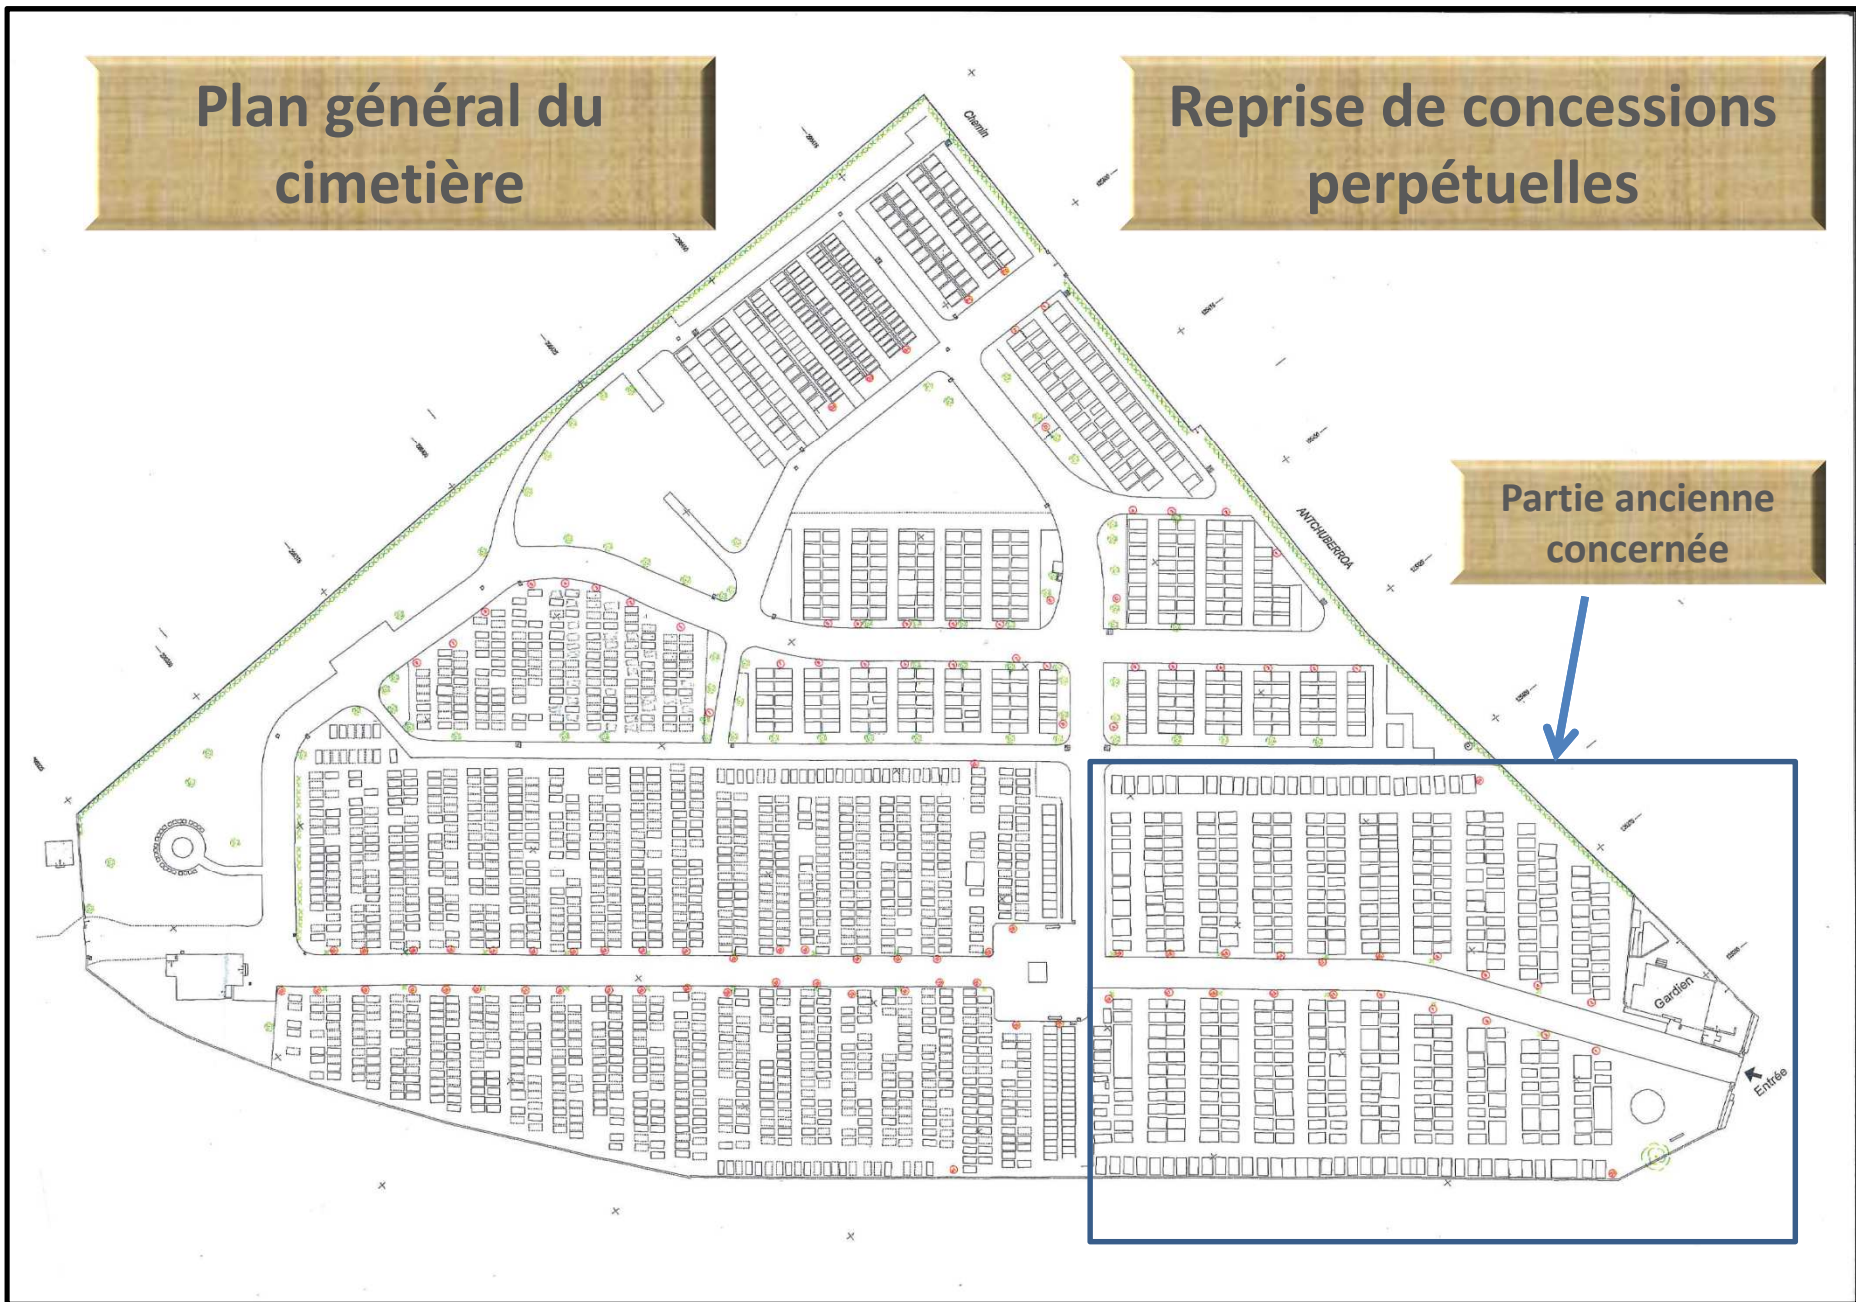 Plan général du
cimetière
Reprise de concessions
perpétuelles
Chemin
Partie ancienne
concernée
ANTCHUBERROA
Gardien
Entrée